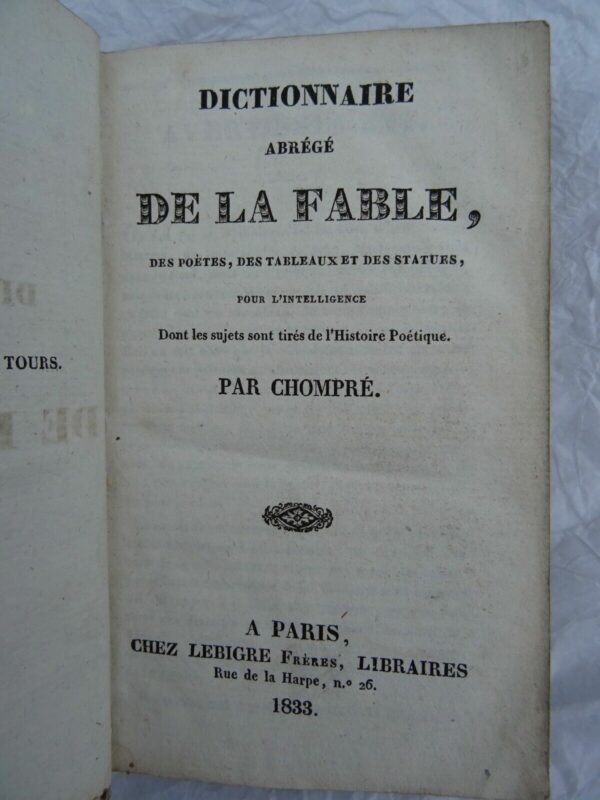 TOURS.
DICTIONNAIRE
ABRÉGÉ
DE LA FABLE,
DES POËTES, DES TABLEAUX ET DES STATUES,
POUR L'INTELLIGENCE
Dont les sujets sont tirés de l'Histoire Poétique.
PAR CHOMPRÉ.
A PARIS,
CHEZ LEBIGRE FRÈRES, LIBRAIRES
Rue de la Harpe, n.º 26.
1833.